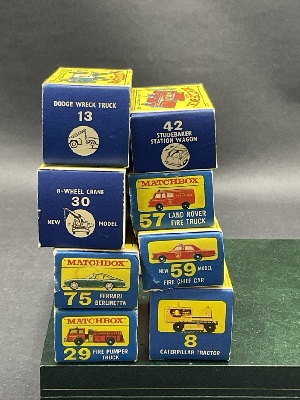 DODGE WRECK TRUCK
13
42
STUDEBAKER
STATION WAGON
8-WHEEL CRANE
30
NEW MODEL
MATCHBOX
57 LAND ROVER
FIRE TRUCK
NEW 59 MODEL
FIRE CHIEF CAR
MATCHBOX
75 FERRARI
BERLINETTA
MATCHBOX
29 FIRE PUMPER
TRUCK
8
CATERPILLAR TRACTOR